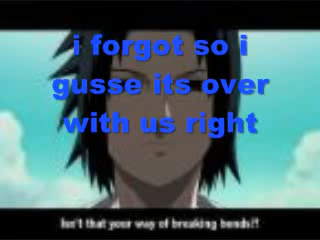 i forgot so i
gusse its over
with us right
Isn't that your way of breaking bonds?!